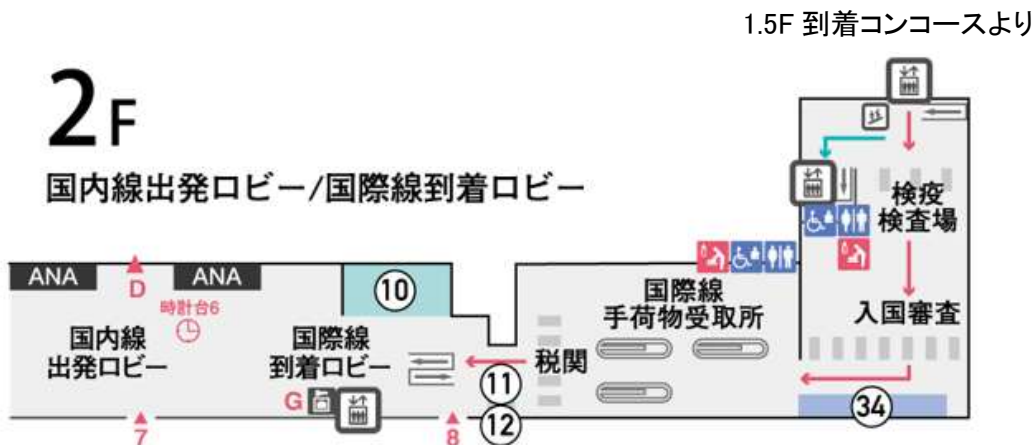 1.5F 到着コンコースより
2F
国内線出発ロビー/国際線到着ロビー
検疫
検査場
ANA
D
ANA
10
時計台6
国際線
手荷物受取所
入国審査
国内線
出発ロビー
国際線
到着ロビー
税関
11
G
34
12
7
8